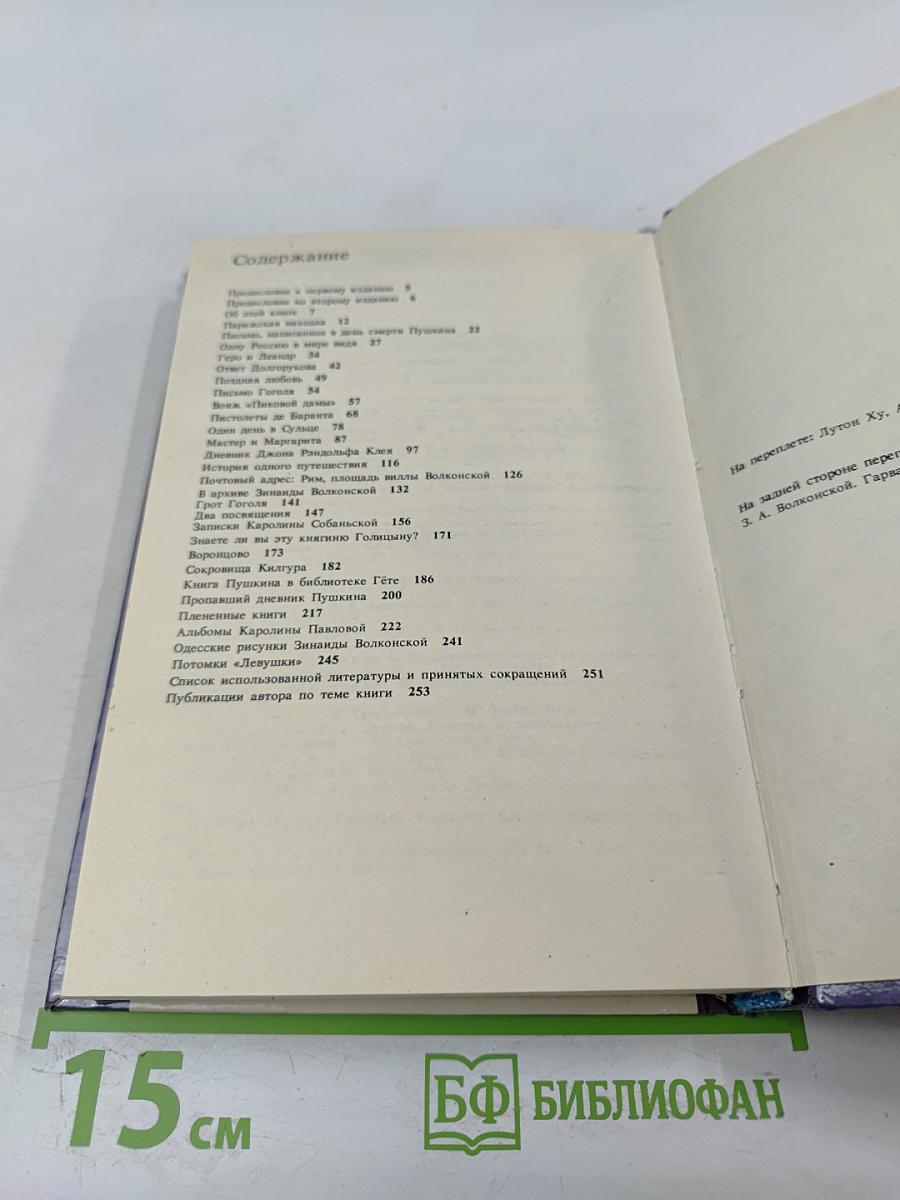 Содержание
Предисловие к первому изданию 5
Предисловие ко второму изданию 6
Об этой книге 7
Парижская находка 12
Письмо, написанное в день смерти Пушкина 22
Одну Россию в мире видя 27
Геро и Леандр 34
Ответ Долгорукова 42
Поздняя любовь 49
Письмо Гоголя 54
Вояж «Пиковой дамы» 57
Пистолеты де Баранта 68
Один день в Сульце 78
Мастер и Маргарита 87
Дневник Джона Рэндольфа Клея 97
История одного путешествия 116
Почтовый адрес: Рим, площадь виллы Волконской 126
В архиве Зинаиды Волконской 132
Грот Гоголя 141
Два посвящения 147
Записки Каролины Собаньской 156
Знаете ли вы эту княгиню Голицыну? 171
Воронцово 173
Сокровища Килгура 182
Книга Пушкина в библиотеке Гёте 186
Пропавший дневник Пушкина 200
Плененные книги 217
Альбомы Каролины Павловой 222
Одесские рисунки Зинаиды Волконской 241
Потомки «Левушки» 245
Список использованной литературы и принятых сокращений 251
Публикации автора по теме книги 253
На переплете: Лутон Ху,
На задней стороне
З. А. Волконской.
15 см
БФ БИБЛИОФАН